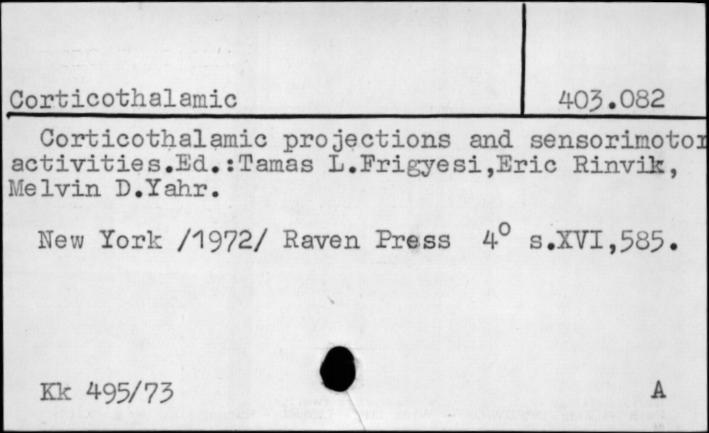 Corticothalamic 403.082
Corticothalamic projections and sensorimotor
activities.Ed.:Tamas L.Frigyesi,Eric Rinvik,
Melvin D.Yahr.
New York /1972/ Raven Press 4° s.XVI,585.
Kk 495/73 A